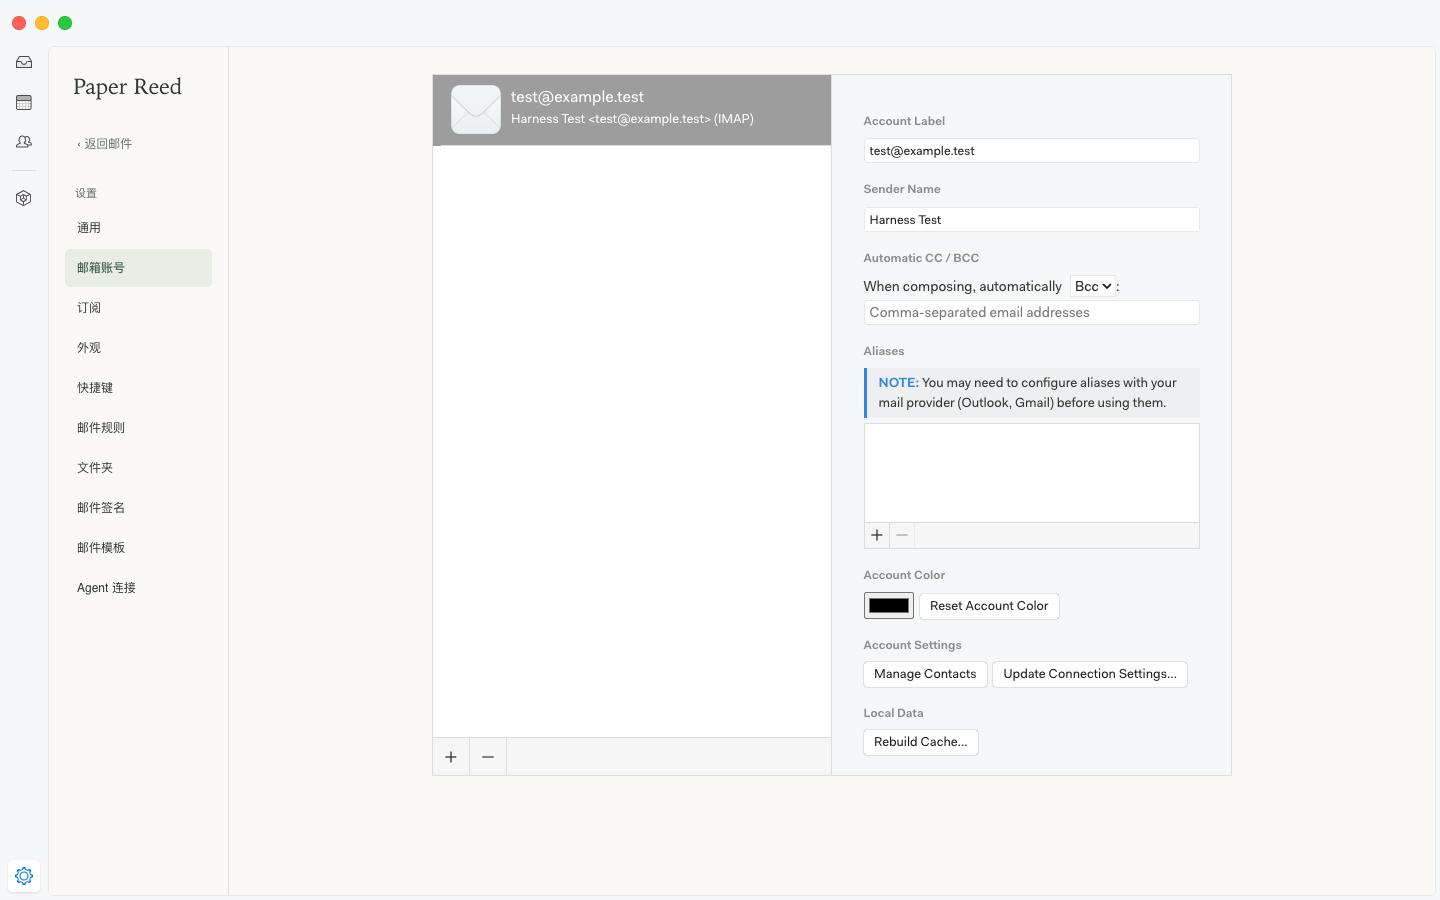 Paper Reed
‹ 返回邮件
设置
通用
邮箱账号
订阅
外观
快捷键
邮件规则
文件夹
邮件签名
邮件模板
Agent 连接
test@example.test
Harness Test <test@example.test> (IMAP)
Account Label
test@example.test
Sender Name
Harness Test
Automatic CC / BCC
When composing, automatically Bcc :
Comma-separated email addresses
Aliases
NOTE: You may need to configure aliases with your
mail provider (Outlook, Gmail) before using them.
Account Color
Reset Account Color
Account Settings
Manage Contacts Update Connection Settings...
Local Data
Rebuild Cache...